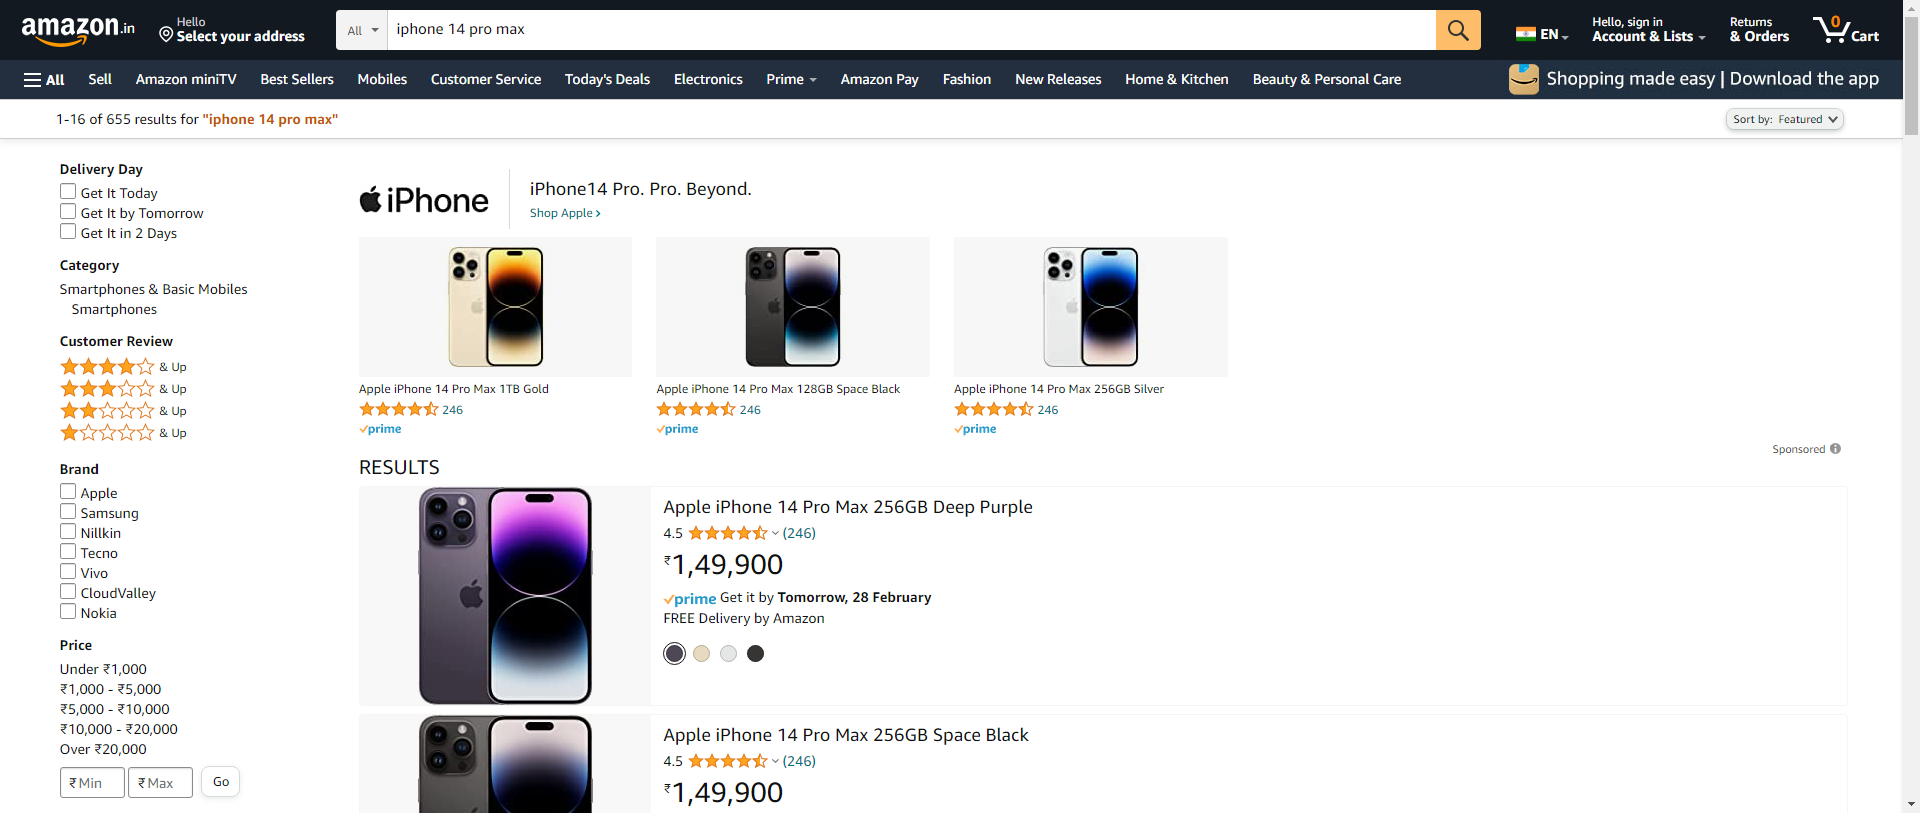 amazon.in
Hello
Select your address
All
iphone 14 pro max
EN
Hello, sign in
Account & Lists
Returns
& Orders
0
Cart
All
Sell
Amazon miniTV
Best Sellers
Mobiles
Customer Service
Today's Deals
Electronics
Prime
Amazon Pay
Fashion
New Releases
Home & Kitchen
Beauty & Personal Care
Shopping made easy | Download the app
1-16 of 655 results for "iphone 14 pro max"
Sort by: Featured
Delivery Day
Get It Today
Get It by Tomorrow
Get It in 2 Days
Category
Smartphones & Basic Mobiles
Smartphones
Customer Review
& Up
& Up
& Up
& Up
Brand
Apple
Samsung
Nillkin
Tecno
Vivo
CloudValley
Nokia
Price
Under ₹1,000
₹1,000 - ₹5,000
₹5,000 - ₹10,000
₹10,000 - ₹20,000
Over ₹20,000
₹ Min
₹ Max
Go
iPhone
iPhone14 Pro. Pro. Beyond.
Shop Apple ›
Apple iPhone 14 Pro Max 1TB Gold
246
prime
Apple iPhone 14 Pro Max 128GB Space Black
246
prime
Apple iPhone 14 Pro Max 256GB Silver
246
prime
Sponsored
RESULTS
Apple iPhone 14 Pro Max 256GB Deep Purple
4.5 (246)
₹1,49,900
prime Get it by Tomorrow, 28 February
FREE Delivery by Amazon
Apple iPhone 14 Pro Max 256GB Space Black
4.5 (246)
₹1,49,900